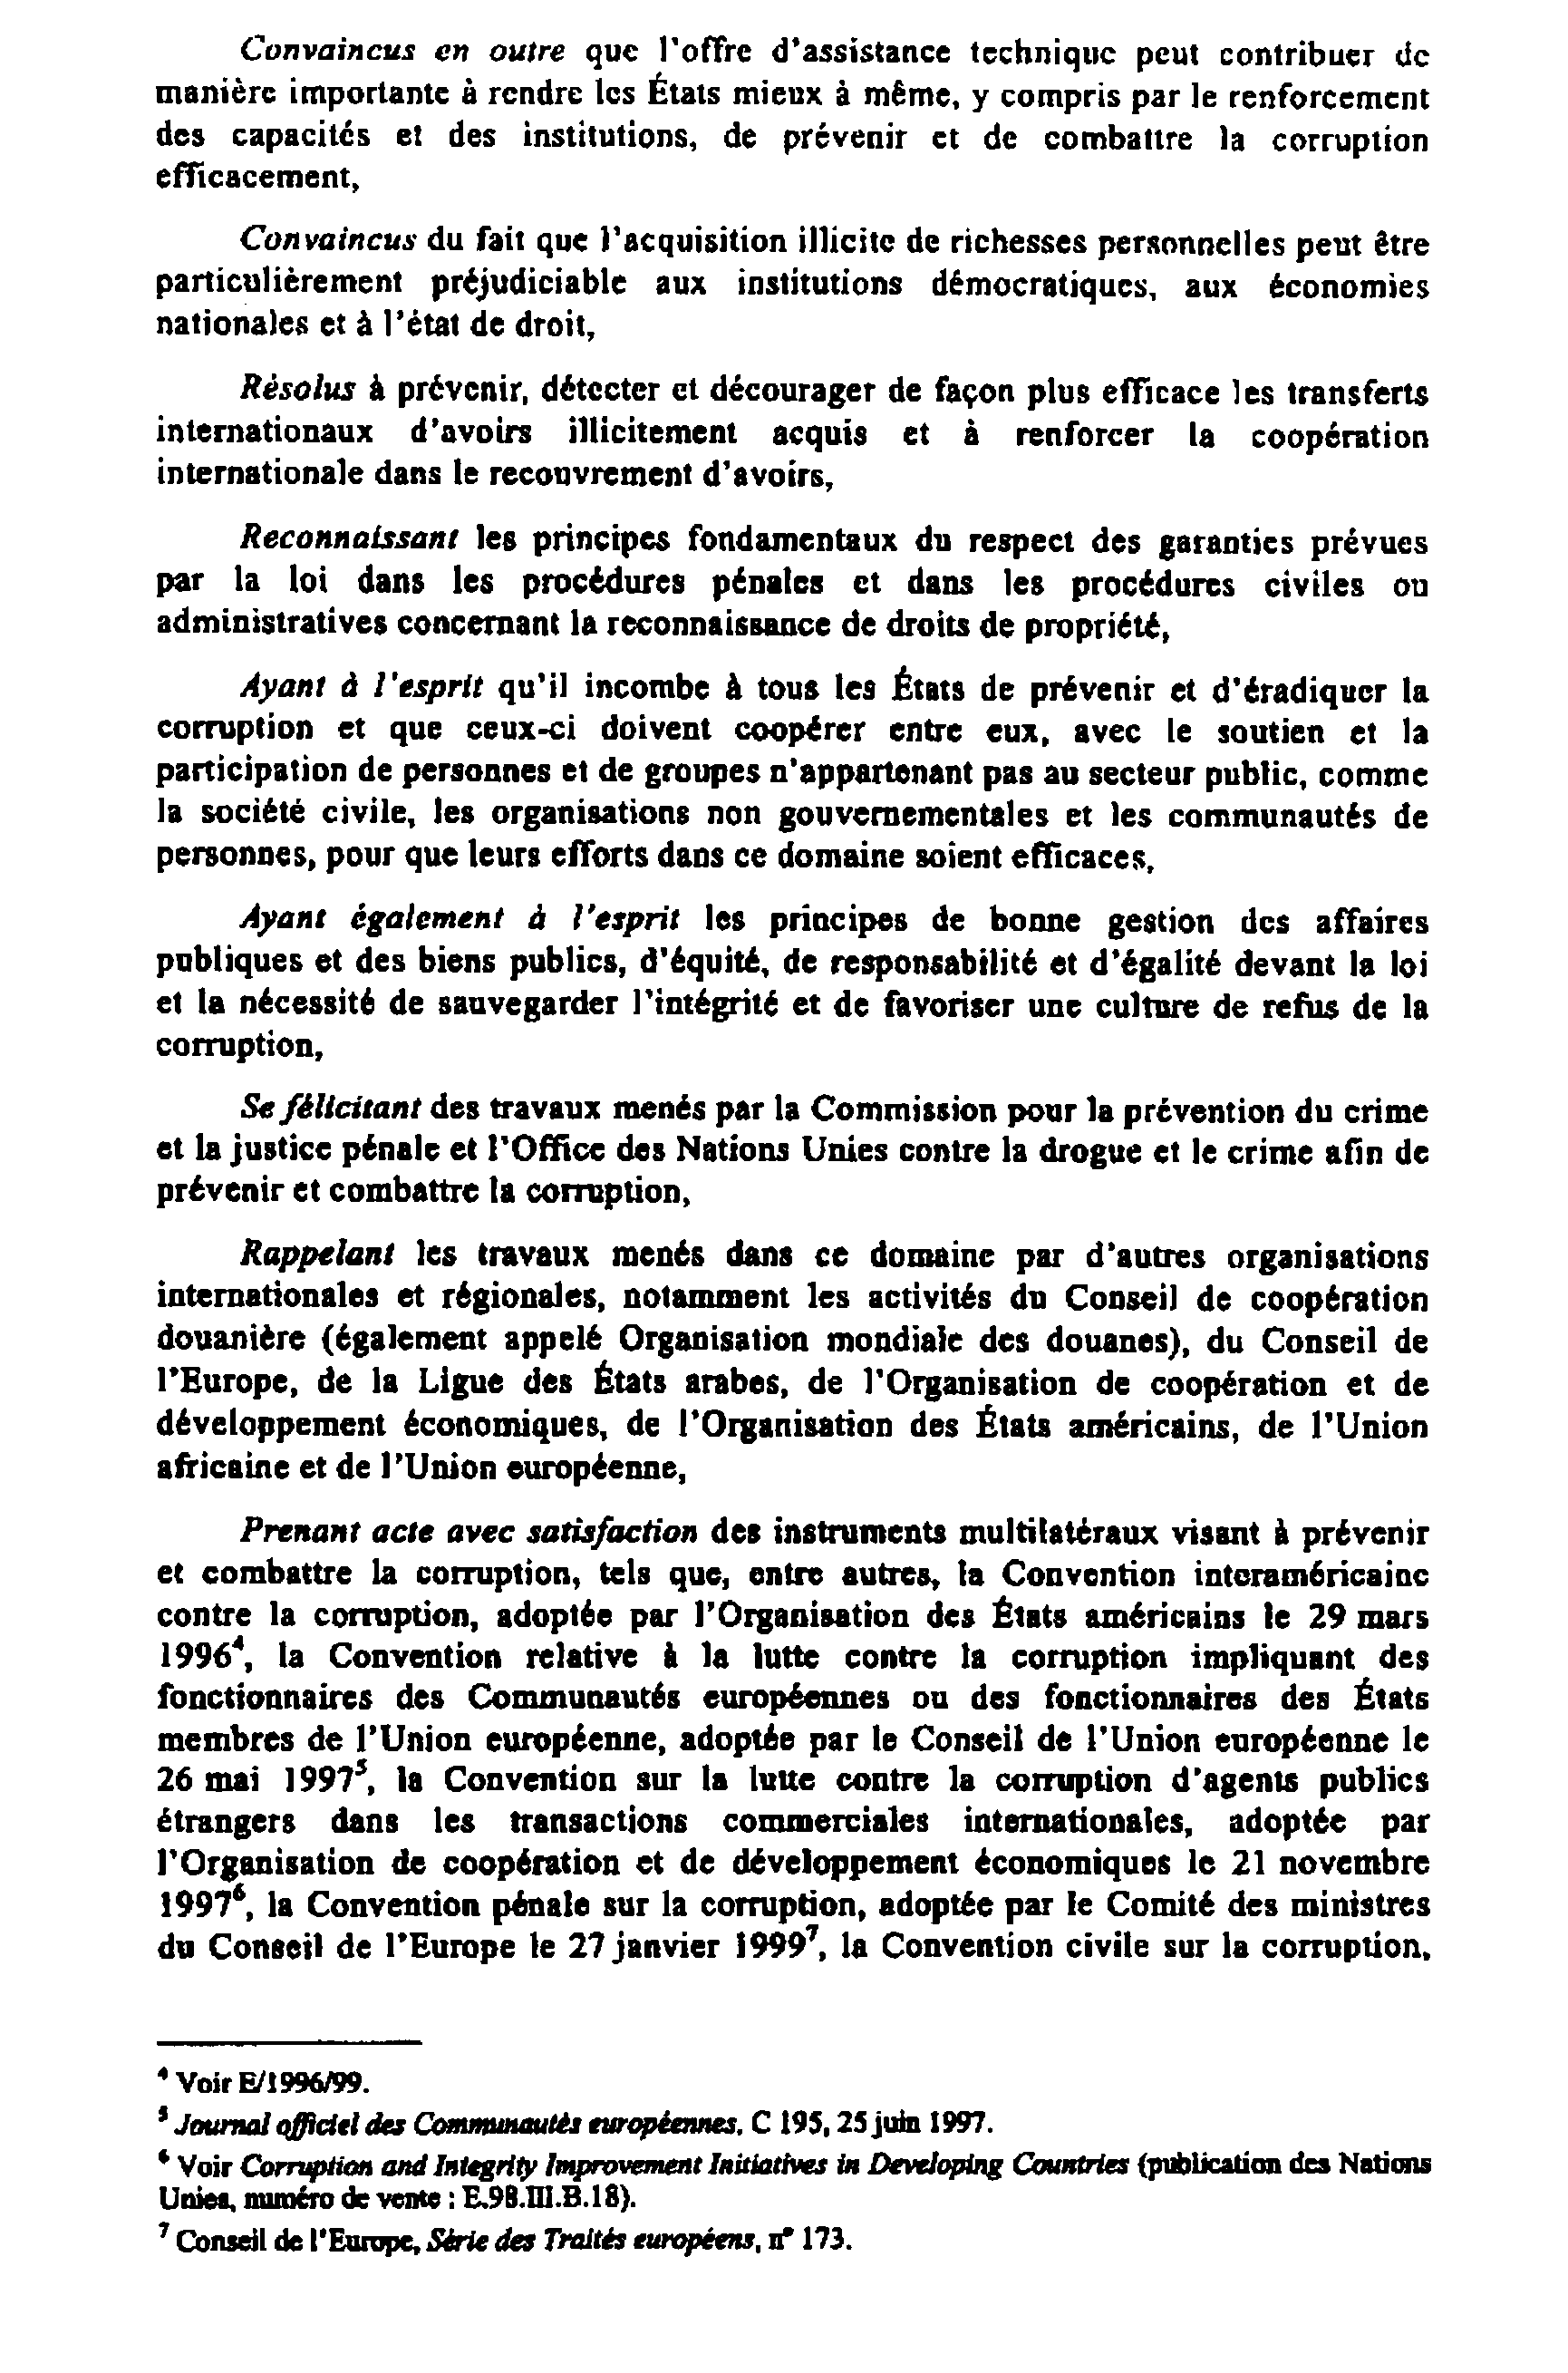 Convaincus en outre que l'offre d'assistance technique peut contribuer de
manière importante à rendre les États mieux à même, y compris par le renforcement
des capacités et des institutions, de prévenir et de combattre la corruption
efficacement,
Convaincus du fait que l'acquisition illicite de richesses personnelles peut être
particulièrement préjudiciable aux institutions démocratiques, aux économies
nationales et à l'état de droit,
Résolus à prévenir, détecter et décourager de façon plus efficace les transferts
internationaux d'avoirs illicitement acquis et à renforcer la coopération
internationale dans le recouvrement d'avoirs,
Reconnaissant les principes fondamentaux du respect des garanties prévues
par la loi dans les procédures pénales et dans les procédures civiles ou
administratives concernant la reconnaissance de droits de propriété,
Ayant à l'esprit qu'il incombe à tous les États de prévenir et d'éradiquer la
corruption et que ceux-ci doivent coopérer entre eux, avec le soutien et la
participation de personnes et de groupes n'appartenant pas au secteur public, comme
la société civile, les organisations non gouvernementales et les communautés de
personnes, pour que leurs efforts dans ce domaine soient efficaces,
Ayant également à l'esprit les principes de bonne gestion des affaires
publiques et des biens publics, d'équité, de responsabilité et d'égalité devant la loi
et la nécessité de sauvegarder l'intégrité et de favoriser une culture de refus de la
corruption,
Se félicitant des travaux menés par la Commission pour la prévention du crime
et la justice pénale et l'Office des Nations Unies contre la drogue et le crime afin de
prévenir et combattre la corruption,
Rappelant les travaux menés dans ce domaine par d'autres organisations
internationales et régionales, notamment les activités du Conseil de coopération
douanière (également appelé Organisation mondiale des douanes), du Conseil de
l'Europe, de la Ligue des États arabes, de l'Organisation de coopération et de
développement économiques, de l'Organisation des États américains, de l'Union
africaine et de l'Union européenne,
Prenant acte avec satisfaction des instruments multilatéraux visant à prévenir
et combattre la corruption, tels que, entre autres, la Convention interaméricaine
contre la corruption, adoptée par l'Organisation des États américains le 29 mars
1996⁴, la Convention relative à la lutte contre la corruption impliquant des
fonctionnaires des Communautés européennes ou des fonctionnaires des États
membres de l'Union européenne, adoptée par le Conseil de l'Union européenne le
26 mai 1997⁵, la Convention sur la lutte contre la corruption d'agents publics
étrangers dans les transactions commerciales internationales, adoptée par
l'Organisation de coopération et de développement économiques le 21 novembre
1997⁶, la Convention pénale sur la corruption, adoptée par le Comité des ministres
du Conseil de l'Europe le 27 janvier 1999⁷, la Convention civile sur la corruption,
⁴ Voir E/1996/99.
⁵ Journal officiel des Communautés européennes, C 195, 25 juin 1997.
⁶ Voir Corruption and Integrity Improvement Initiatives in Developing Countries (publication des Nations
Unies, numéro de vente : E.98.III.B.18).
⁷ Conseil de l'Europe, Série des Traités européens, n° 173.